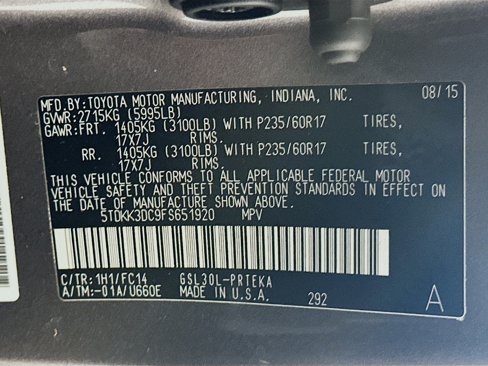 MFD.BY:TOYOTA MOTOR MANUFACTURING, INDIANA, INC. 08/15
GVWR:2715KG (5995LB)
GAWR:FRT. 1405KG (3100LB) WITH P235/60R17 TIRES,
17X7J RIMS.
RR. 1405KG (3100LB) WITH P235/60R17 TIRES,
17X7J RIMS.
THIS VEHICLE CONFORMS TO ALL APPLICABLE FEDERAL MOTOR
VEHICLE SAFETY AND THEFT PREVENTION STANDARDS IN EFFECT ON
THE DATE OF MANUFACTURE SHOWN ABOVE.
5TDKK3DC9FS651920 MPV
C/TR:1H1/FC14 GSL30L-PRTEKA
A/TM:-01A/U660E MADE IN U.S.A. 292 A